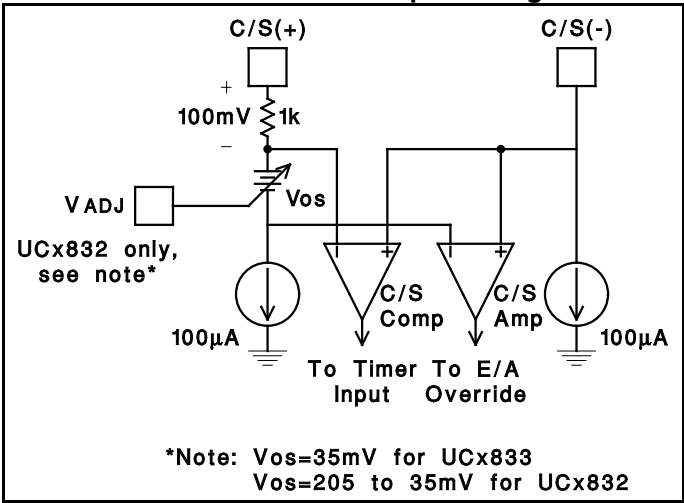 C/S(+)
C/S(-)
+
100mV
1k
−
VADJ
Vos
UCx832 only,
see note*
−
+
−
+
C/S
Comp
C/S
Amp
100µA
100µA
To Timer
Input
To E/A
Override
*Note: Vos=35mV for UCx833
Vos=205 to 35mV for UCx832